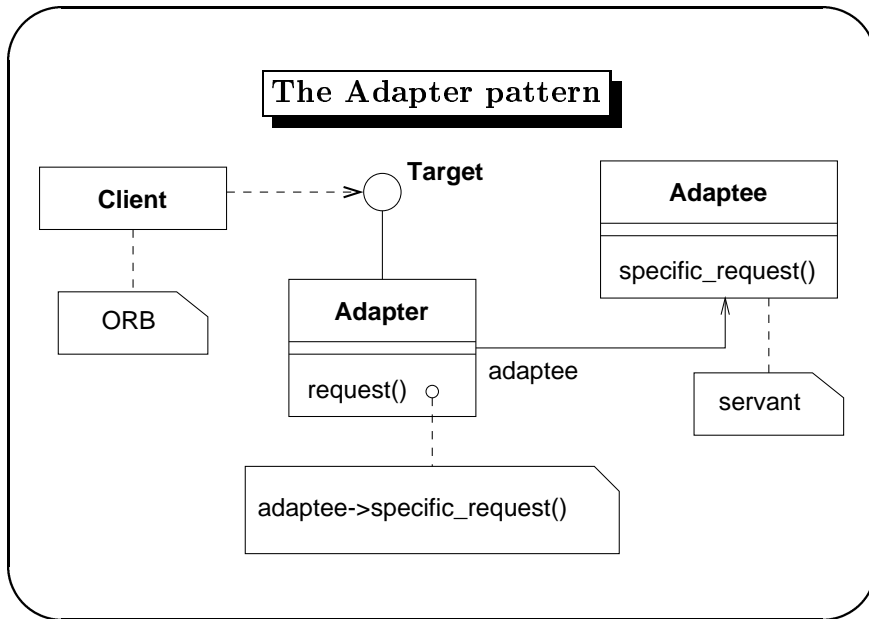 The Adapter pattern
Target
Client
Adaptee
specific_request()
ORB
Adapter
adaptee
request()
servant
adaptee->specific_request()